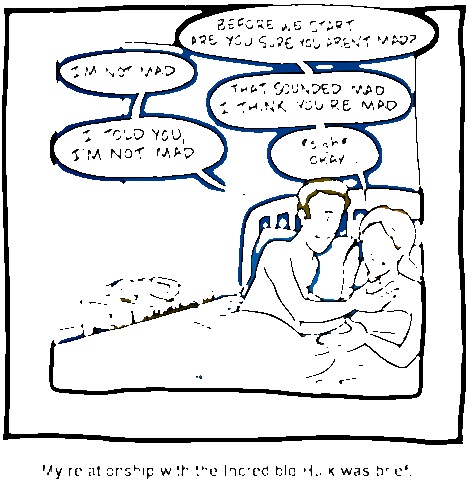 BEFORE WE START,
ARE YOU SURE YOU AREN'T MAD?
I'M NOT MAD
THAT SOUNDED MAD
I THINK YOU'RE MAD
I TOLD YOU,
I'M NOT MAD
*sigh*
OKAY
My relationship with the Incredible Hulk was brief.